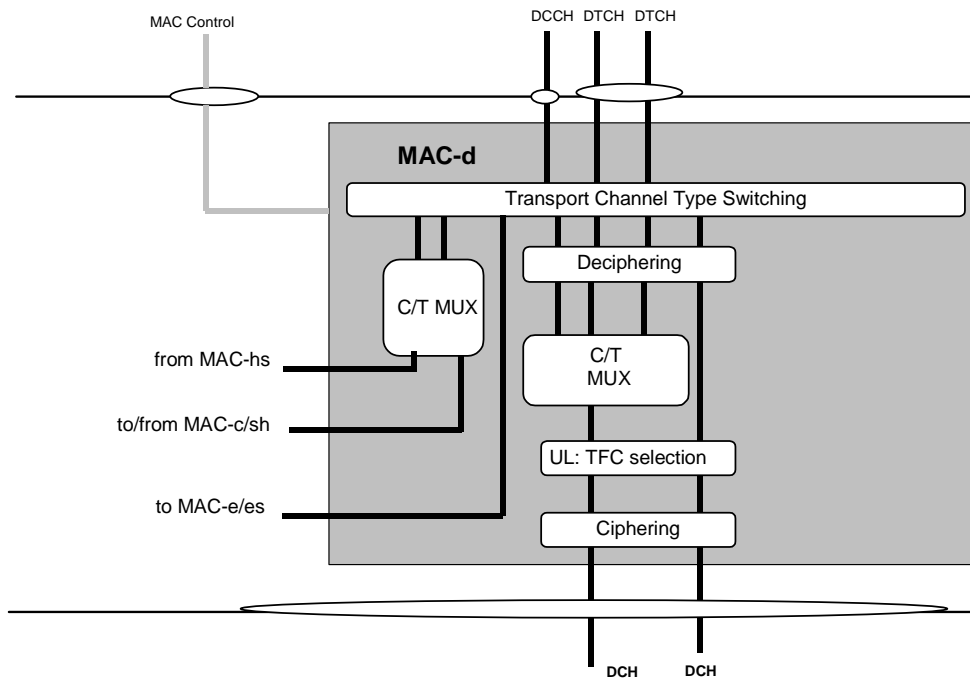 MAC Control
DCCH DTCH DTCH
MAC-d
Transport Channel Type Switching
Deciphering
C/T MUX
from MAC-hs
C/T
MUX
to/from MAC-c/sh
UL: TFC selection
to MAC-e/es
Ciphering
DCH DCH